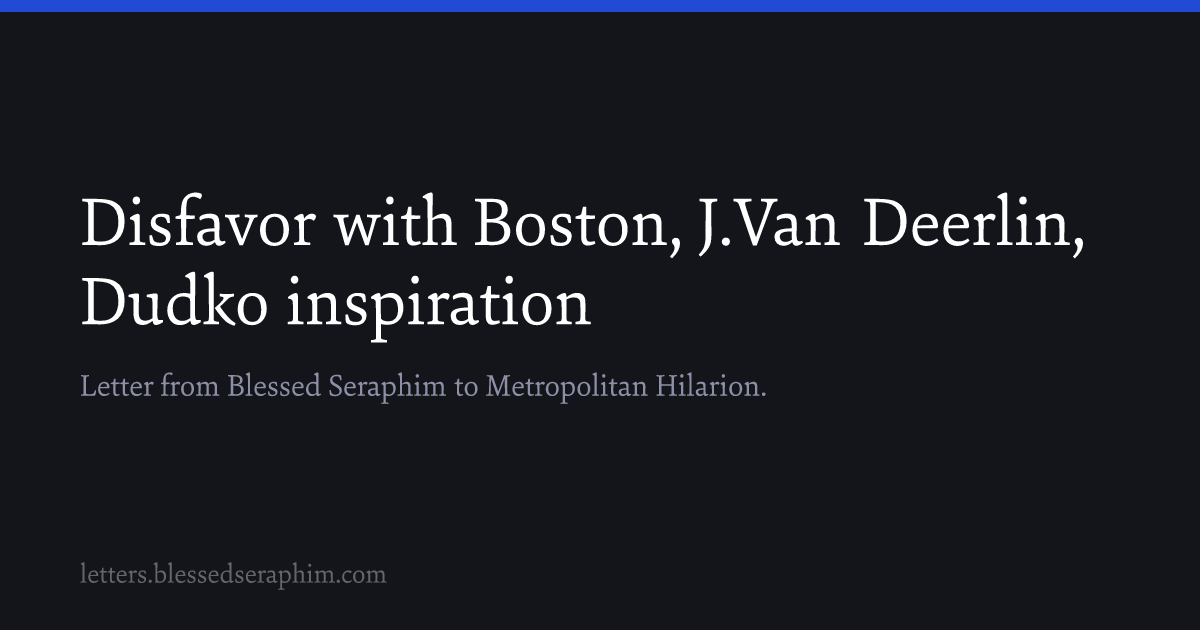 Disfavor with Boston, J.Van Deerlin,
Dudko inspiration
Letter from Blessed Seraphim to Metropolitan Hilarion.
letters.blessedseraphim.com